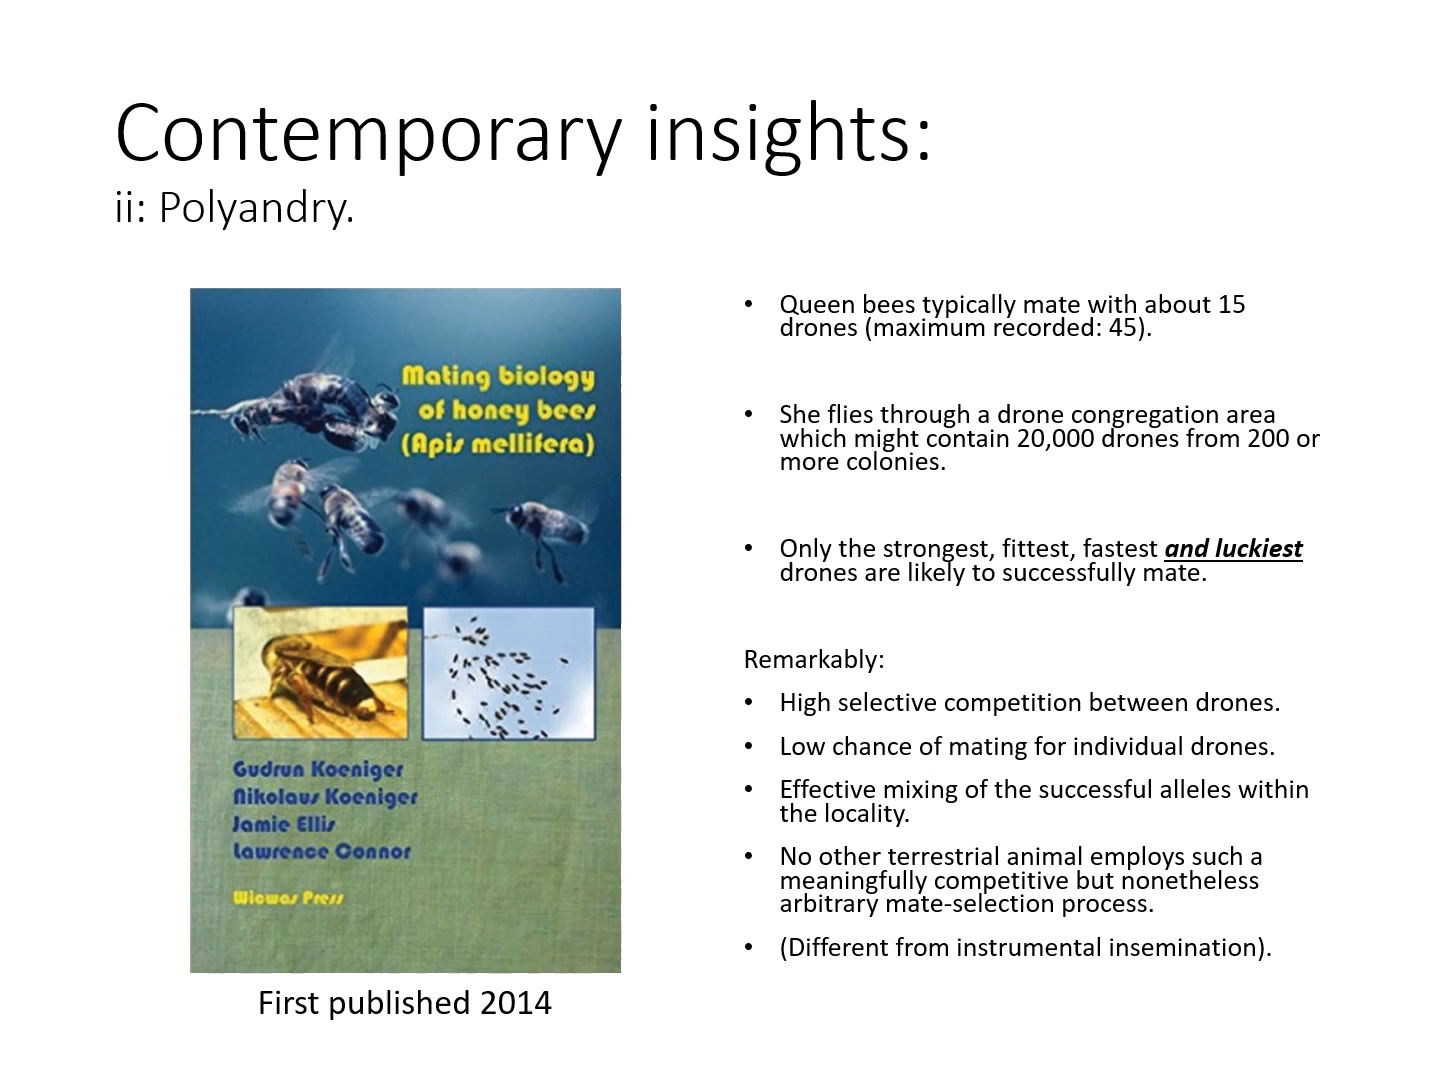 Contemporary insights:
ii: Polyandry.
Mating biology
of honey bees
(Apis mellifera)
Gudrun Koeniger
Nikolaus Koeniger
Jamie Ellis
Lawrence Connor
Wicwas Press
First published 2014
• Queen bees typically mate with about 15
drones (maximum recorded: 45).
• She flies through a drone congregation area
which might contain 20,000 drones from 200 or
more colonies.
• Only the strongest, fittest, fastest and luckiest
drones are likely to successfully mate.
Remarkably:
• High selective competition between drones.
• Low chance of mating for individual drones.
• Effective mixing of the successful alleles within
the locality.
• No other terrestrial animal employs such a
meaningfully competitive but nonetheless
arbitrary mate-selection process.
• (Different from instrumental insemination).